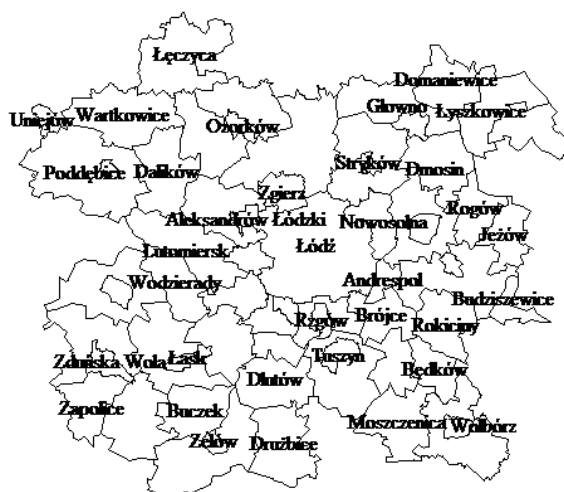 Łęczyca
Domaniewice
Uniejów
Wartkowice
Ozorków
Głowno
Łyszkowice
Poddębice
Dalików
Stryków
Dmosin
Zgierz
Aleksandrów Łódzki
Nowosolna
Rogów
Jeżów
Łódź
Lutomiersk
Wodzierady
Andrespol
Budziszewice
Rzgów
Brójce
Rokiciny
Zduńska Wola
Łask
Tuszyn
Będków
Dłutów
Zapolice
Buczek
Zelów
Drużbice
Moszczenica
Wolbórz